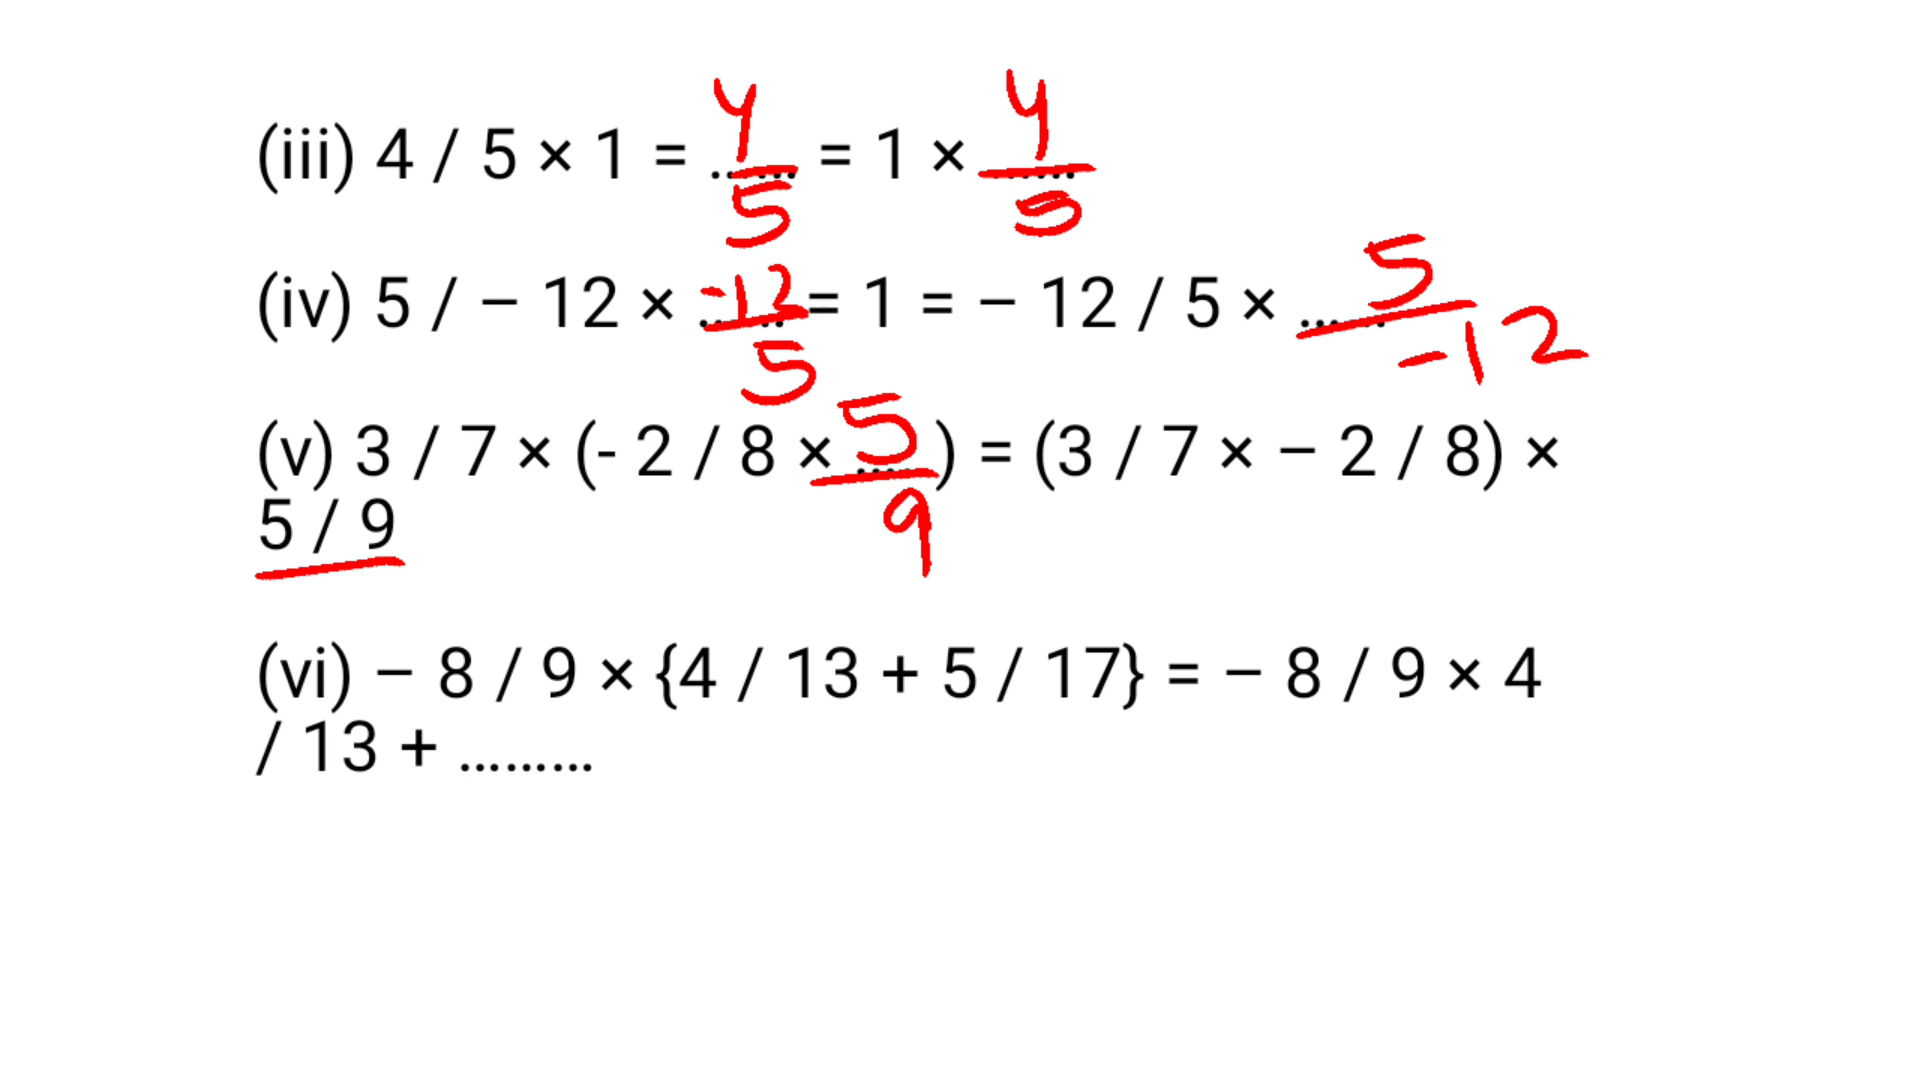 (iii) 4 / 5 × 1 = 4/5 = 1 × 4/5
(iv) 5 / – 12 × -12/5 = 1 = – 12 / 5 × 5/-12
(v) 3 / 7 × (- 2 / 8 × 5/9) = (3 / 7 × – 2 / 8) ×
5 / 9
(vi) – 8 / 9 × {4 / 13 + 5 / 17} = – 8 / 9 × 4
/ 13 + .........